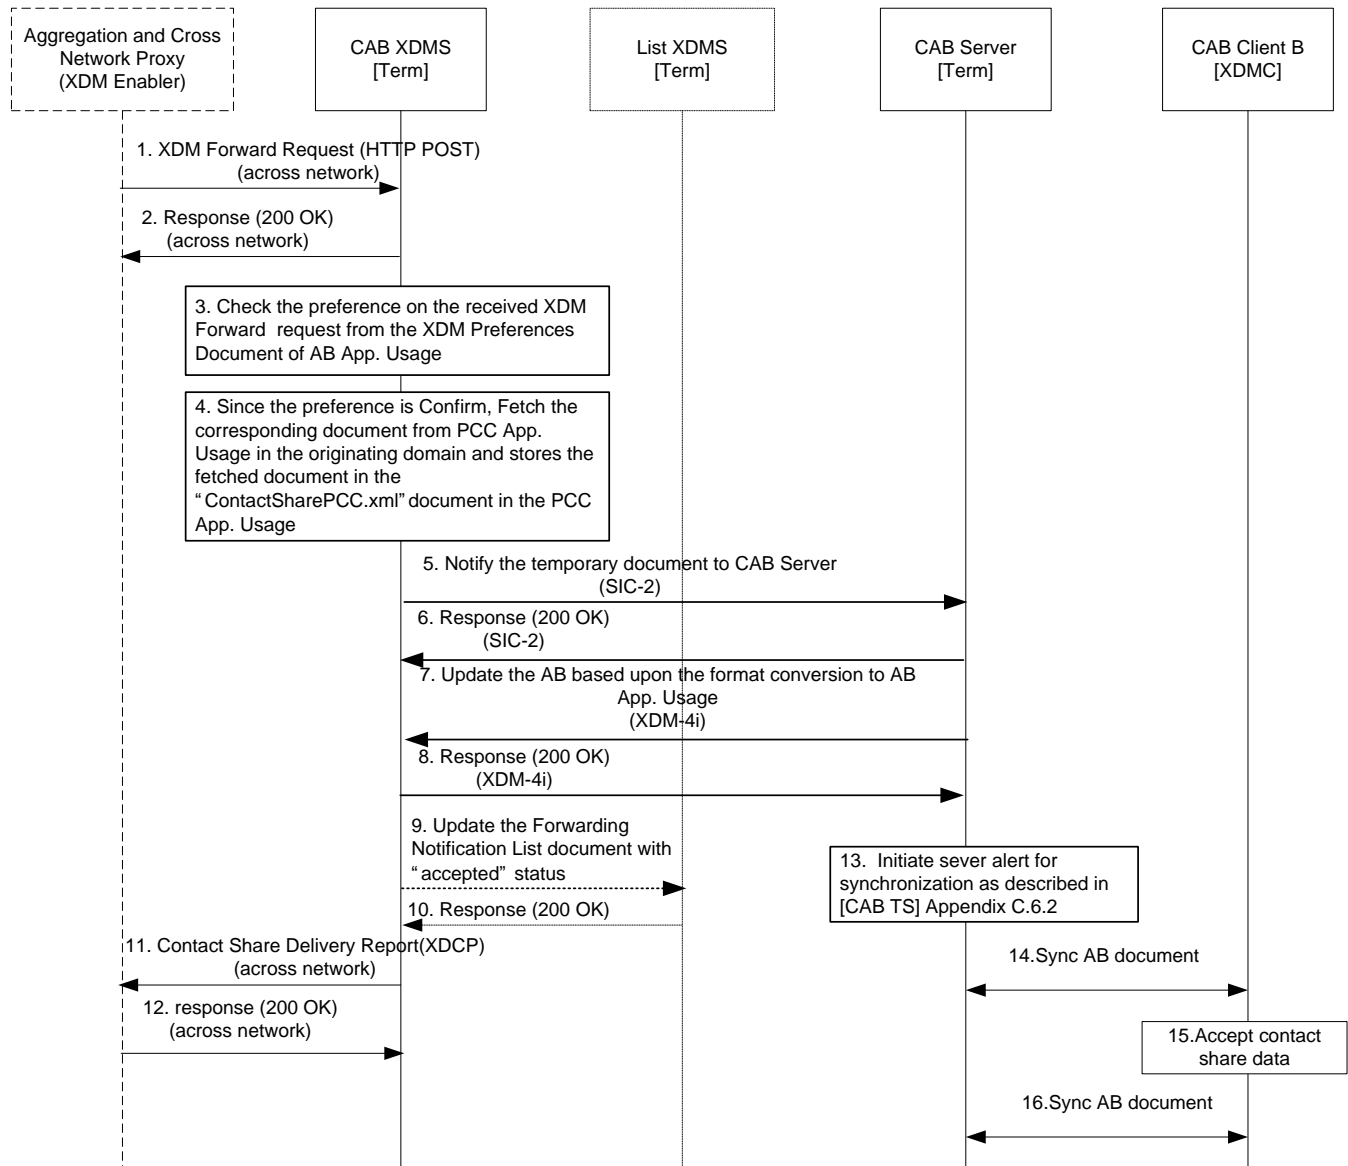 Aggregation and Cross
Network Proxy
(XDM Enabler)
CAB XDMS
[Term]
List XDMS
[Term]
CAB Server
[Term]
CAB Client B
[XDMC]
1. XDM Forward Request (HTTP POST)
(across network)
2. Response (200 OK)
(across network)
3. Check the preference on the received XDM
Forward request from the XDM Preferences
Document of AB App. Usage
4. Since the preference is Confirm, Fetch the
corresponding document from PCC App.
Usage in the originating domain and stores the
fetched document in the
“ContactSharePCC.xml” document in the PCC
App. Usage
5. Notify the temporary document to CAB Server
(SIC-2)
6. Response (200 OK)
(SIC-2)
7. Update the AB based upon the format conversion to AB
App. Usage
(XDM-4i)
8. Response (200 OK)
(XDM-4i)
9. Update the Forwarding
Notification List document with
“accepted” status
10. Response (200 OK)
11. Contact Share Delivery Report(XDCP)
(across network)
12. response (200 OK)
(across network)
13. Initiate sever alert for
synchronization as described in
[CAB TS] Appendix C.6.2
14.Sync AB document
15.Accept contact
share data
16.Sync AB document